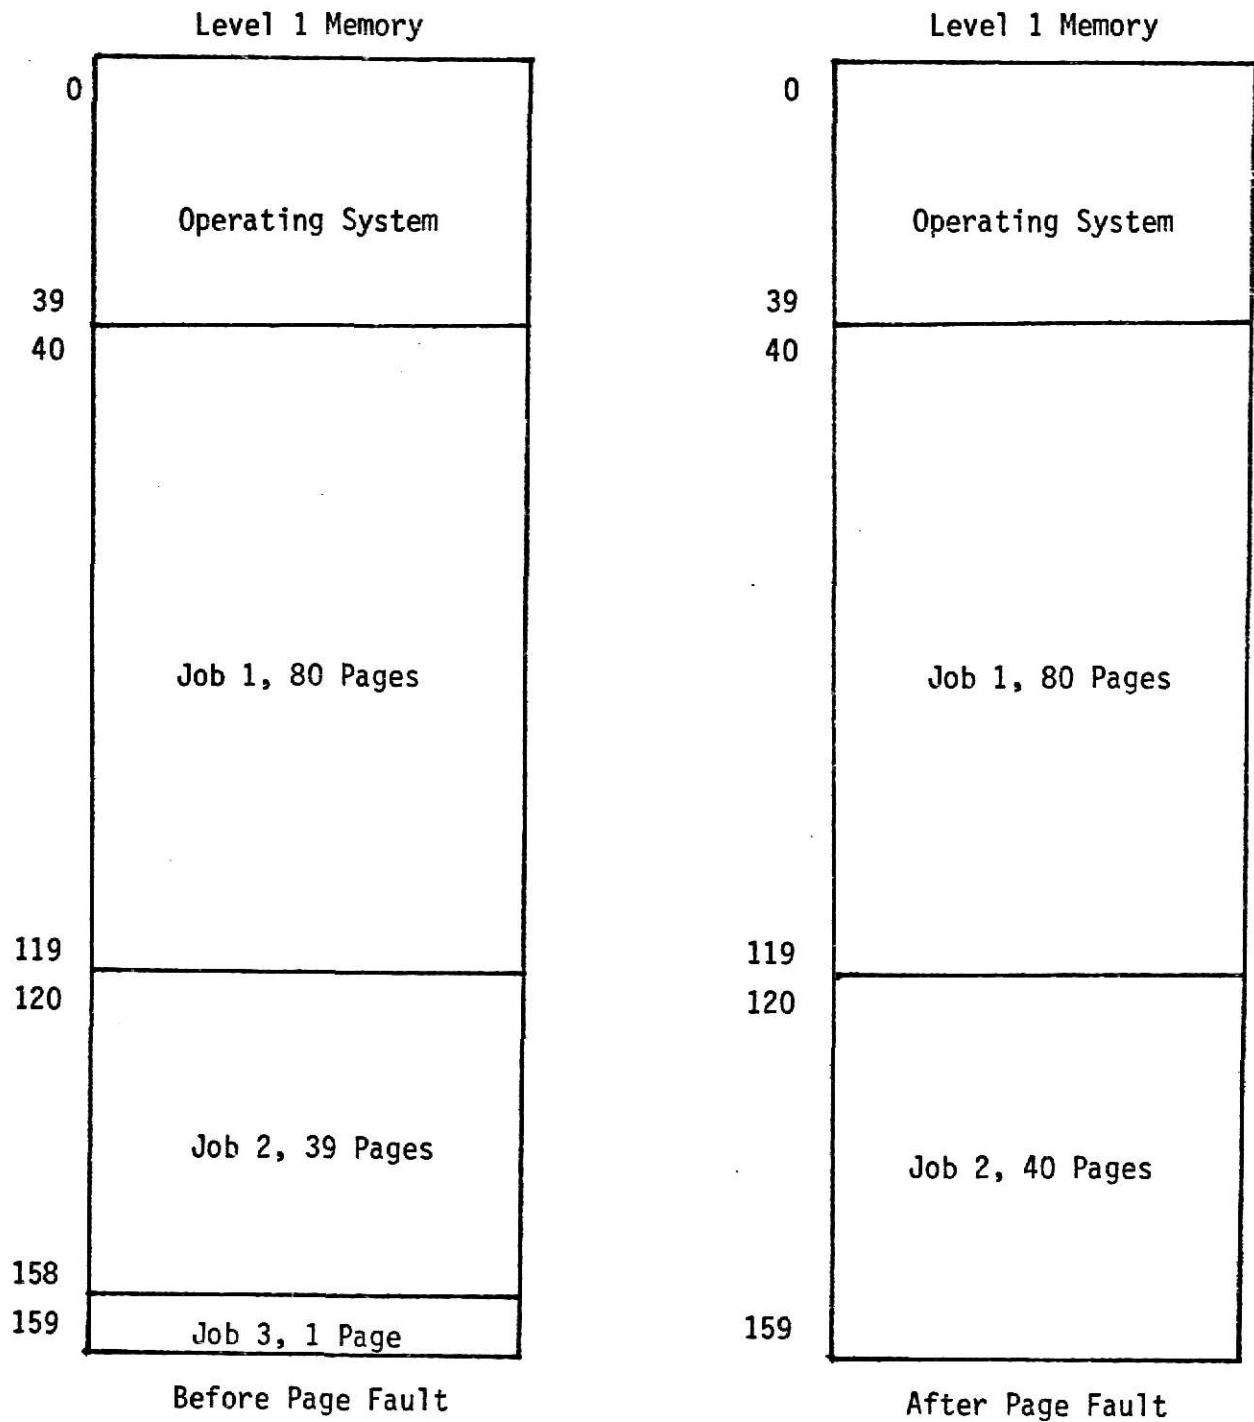 Level 1 Memory
0
Operating System
39
40
Job 1, 80 Pages
119
120
Job 2, 39 Pages
158
159
Job 3, 1 Page
Before Page Fault
Level 1 Memory
0
Operating System
39
40
Job 1, 80 Pages
119
120
Job 2, 40 Pages
159
After Page Fault